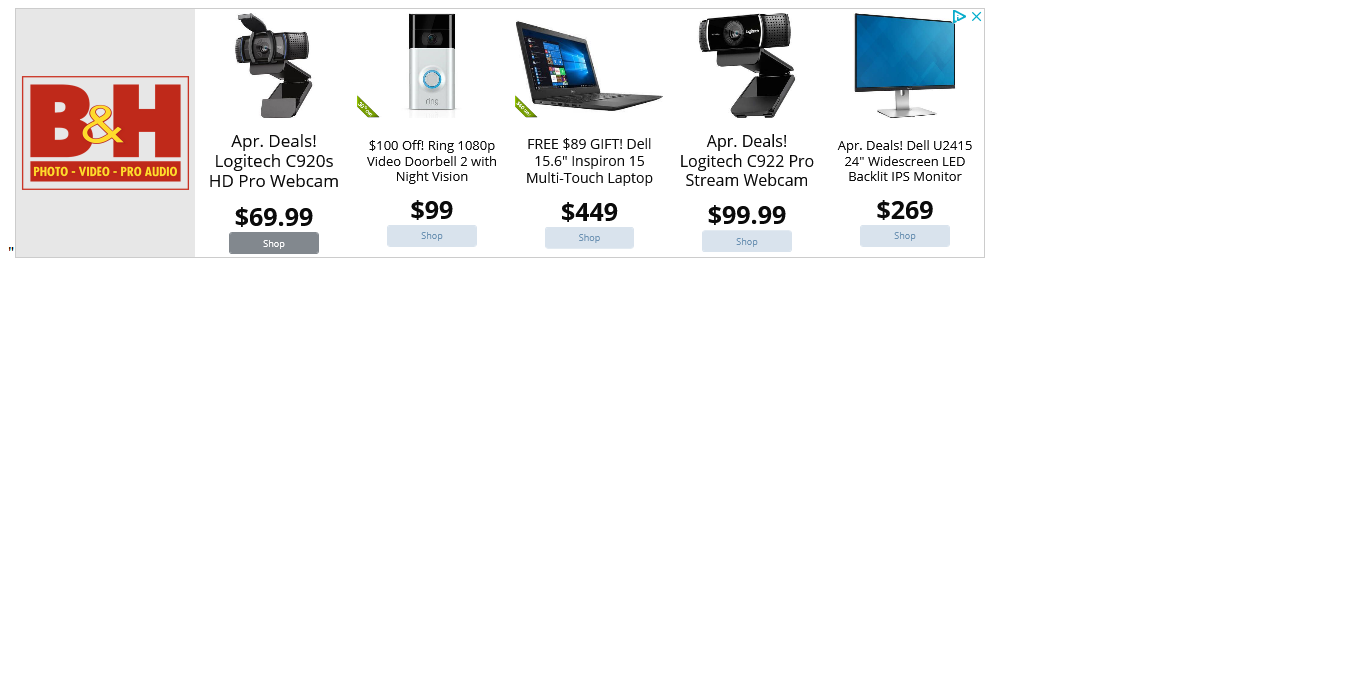 B&H
PHOTO - VIDEO - PRO AUDIO
"
Apr. Deals!
Logitech C920s
HD Pro Webcam
$69.99
Shop
ring
$100 Off! Ring 1080p
Video Doorbell 2 with
Night Vision
$99
Shop
FREE $89 GIFT! Dell
15.6" Inspiron 15
Multi-Touch Laptop
$449
Shop
Apr. Deals!
Logitech C922 Pro
Stream Webcam
$99.99
Shop
Apr. Deals! Dell U2415
24" Widescreen LED
Backlit IPS Monitor
$269
Shop